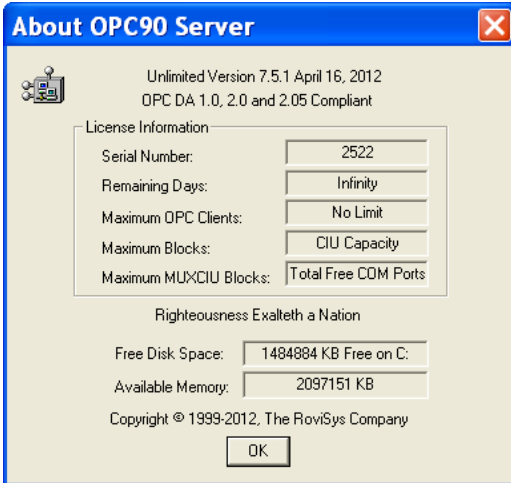 About OPC90 Server
Unlimited Version 7.5.1 April 16, 2012
OPC DA 1.0, 2.0 and 2.05 Compliant
License Information
Serial Number: 2522
Remaining Days: Infinity
Maximum OPC Clients: No Limit
Maximum Blocks: CIU Capacity
Maximum MUXCIU Blocks: Total Free COM Ports
Righteousness Exalteth a Nation
Free Disk Space: 1484884 KB Free on C:
Available Memory: 2097151 KB
Copyright © 1999-2012, The RoviSys Company
OK